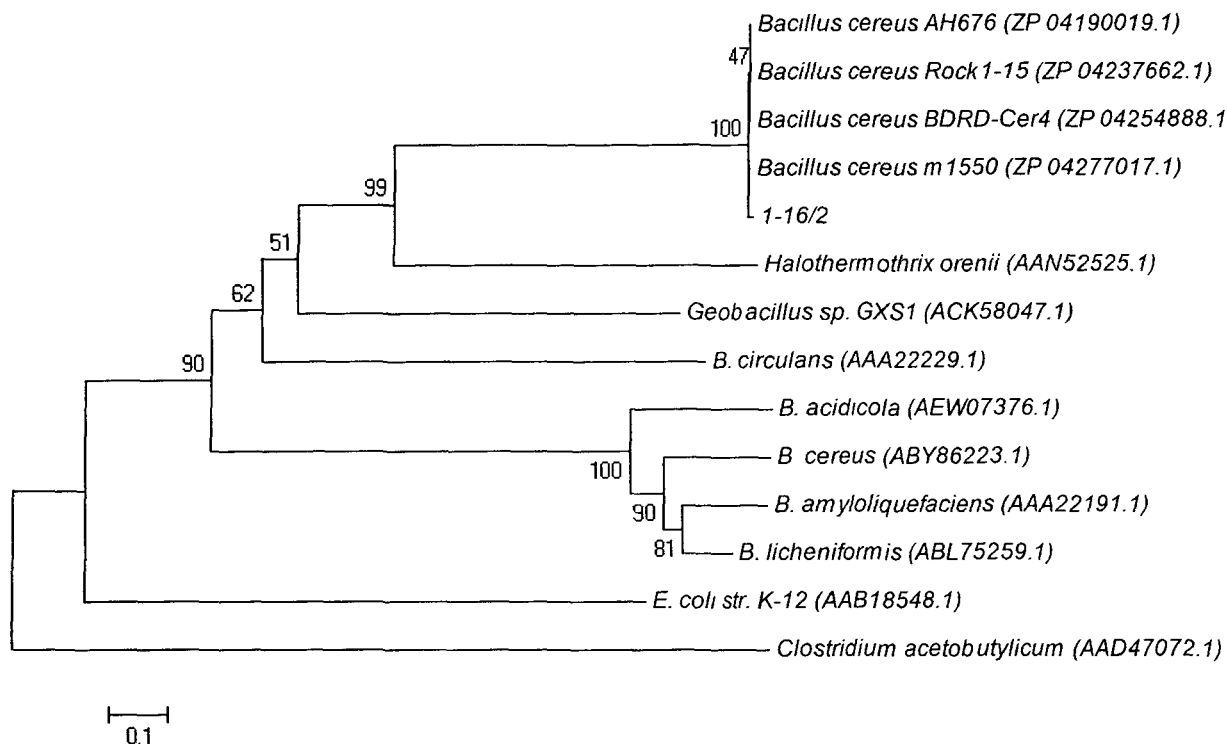 Bacillus cereus AH676 (ZP 04190019.1)
47
Bacillus cereus Rock1-15 (ZP 04237662.1)
Bacillus cereus BDRD-Cer4 (ZP 04254888.1
100
Bacillus cereus m1550 (ZP 04277017.1)
99
1-16/2
51
Halothermothrix orenii (AAN52525.1)
62
Geobacillus sp. GXS1 (ACK58047.1)
90
B. circulans (AAA22229.1)
B. acidicola (AEW07376.1)
B cereus (ABY86223.1)
100
B. amyloliquefaciens (AAA22191.1)
90
81
B. licheniformis (ABL75259.1)
E. coli str. K-12 (AAB18548.1)
Clostridium acetobutylicum (AAD47072.1)
0.1